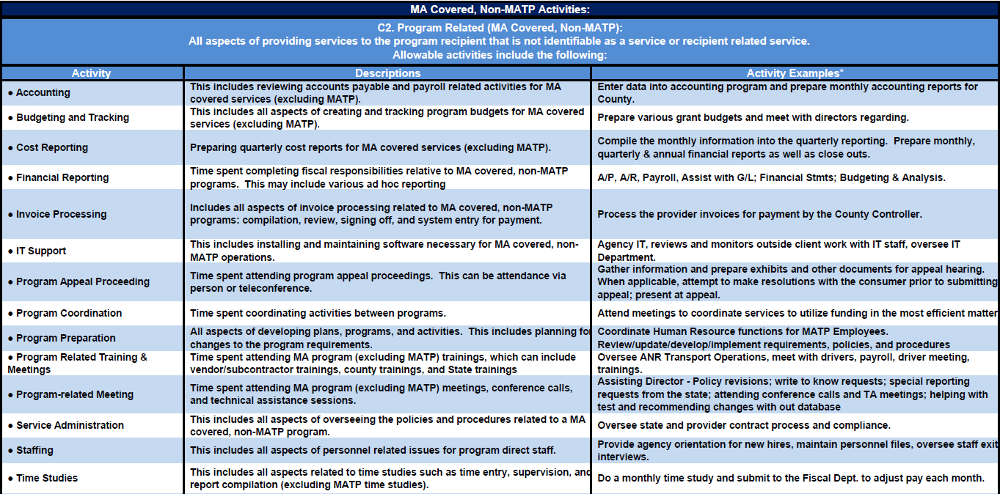 MA Covered, Non-MATP Activities:
C2. Program Related (MA Covered, Non-MATP):
All aspects of providing services to the program recipient that is not identifiable as a service or recipient related service.
Allowable activities include the following:
Activity
Descriptions
Activity Examples*
● Accounting
This includes reviewing accounts payable and payroll related activities for MA
covered services (excluding MATP).
Enter data into accounting program and prepare monthly accounting reports for
County.
● Budgeting and Tracking
This includes all aspects of creating and tracking program budgets for MA covered
services (excluding MATP).
Prepare various grant budgets and meet with directors regarding.
● Cost Reporting
Preparing quarterly cost reports for MA covered services (excluding MATP).
Compile the monthly information into the quarterly reporting.  Prepare monthly,
quarterly & annual financial reports as well as close outs.
● Financial Reporting
Time spent completing fiscal responsibilities relative to MA covered, non-MATP
programs.  This may include various ad hoc reporting
A/P, A/R, Payroll, Assist with G/L; Financial Stmts; Budgeting & Analysis.
● Invoice Processing
Includes all aspects of invoice processing related to MA covered, non-MATP
programs: compilation, review, signing off, and system entry for payment.
Process the provider invoices for payment by the County Controller.
● IT Support
This includes installing and maintaining software necessary for MA covered, non-
MATP operations.
Agency IT, reviews and monitors outside client work with IT staff, oversee IT
Department.
● Program Appeal Proceeding
Time spent attending program appeal proceedings.  This can be attendance via
person or teleconference.
Gather information and prepare exhibits and other documents for appeal hearing.
When applicable, attempt to make resolutions with the consumer prior to submitting
appeal; present at appeal.
● Program Coordination
Time spent coordinating activities between programs.
Attend meetings to coordinate services to utilize funding in the most efficient matter
● Program Preparation
All aspects of developing plans, programs, and activities.  This includes planning for
changes to the program requirements.
Coordinate Human Resource functions for MATP Employees.
Review/update/develop/implement requirements, policies, and procedures
● Program Related Training &
Meetings
Time spent attending MA program (excluding MATP) trainings, which can include
vendor/subcontractor trainings, county trainings, and State trainings
Oversee ANR Transport Operations, meet with drivers, payroll, driver meeting,
trainings.
● Program-related Meeting
Time spent attending MA program (excluding MATP) meetings, conference calls,
and technical assistance sessions.
Assisting Director - Policy revisions; write to know requests; special reporting
requests from the state; attending conference calls and TA meetings; helping with
test and recommending changes with out database
● Service Administration
This includes all aspects of overseeing the policies and procedures related to a MA
covered, non-MATP program.
Oversee state and provider contract process and compliance.
● Staffing
This includes all aspects of personnel related issues for program direct staff.
Provide agency orientation for new hires, maintain personnel files, oversee staff exit
interviews.
● Time Studies
This includes all aspects related to time studies such as time entry, supervision, and
report compilation (excluding MATP time studies).
Do a monthly time study and submit to the Fiscal Dept. to adjust pay each month.